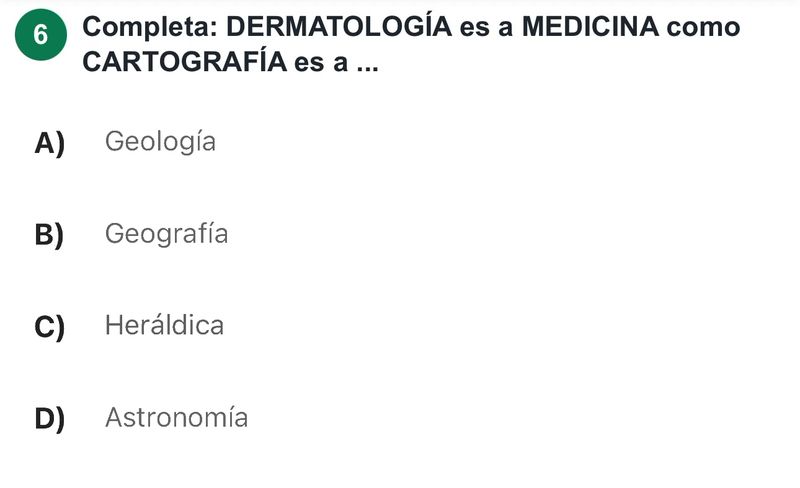 6 Completa: DERMATOLOGÍA es a MEDICINA como
CARTOGRAFÍA es a ...
A) Geología
B) Geografía
C) Heráldica
D) Astronomía